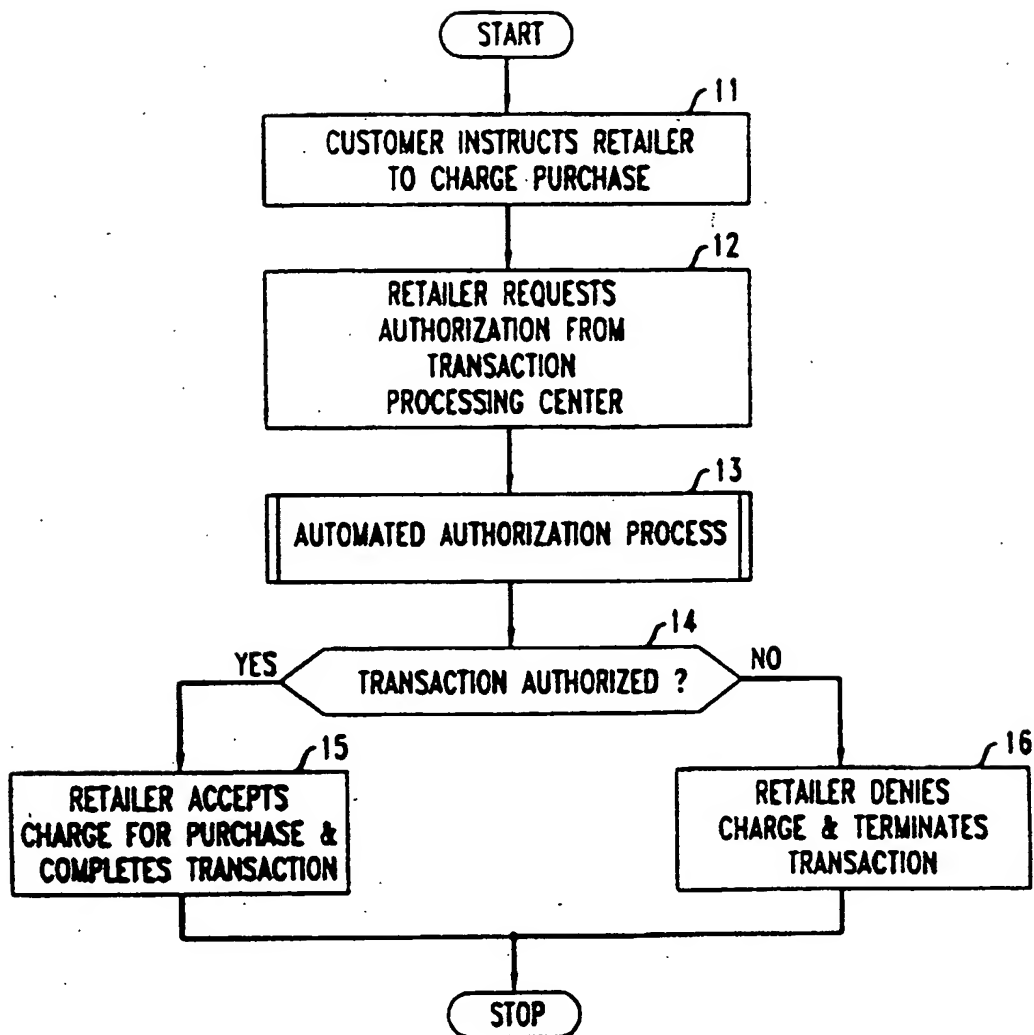 START
11
CUSTOMER INSTRUCTS RETAILER
TO CHARGE PURCHASE
12
RETAILER REQUESTS
AUTHORIZATION FROM
TRANSACTION
PROCESSING CENTER
13
AUTOMATED AUTHORIZATION PROCESS
14
YES
TRANSACTION AUTHORIZED ?
NO
15
RETAILER ACCEPTS
CHARGE FOR PURCHASE &
COMPLETES TRANSACTION
16
RETAILER DENIES
CHARGE & TERMINATES
TRANSACTION
STOP